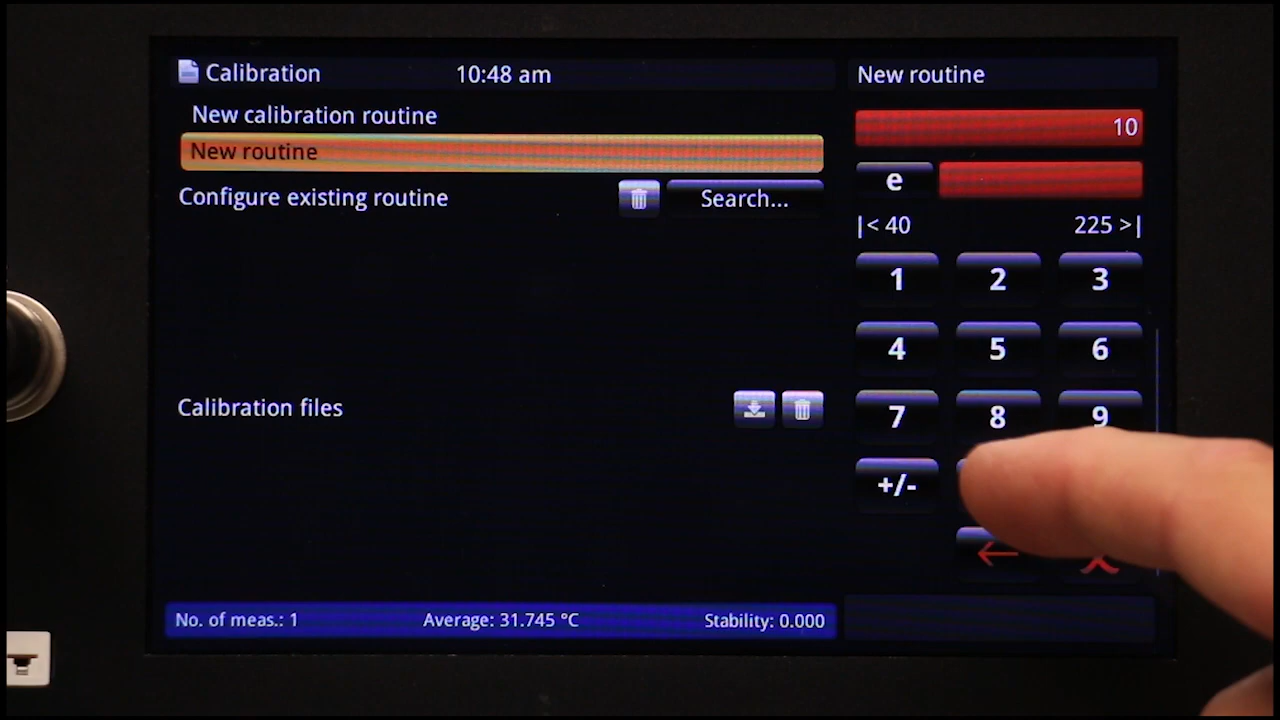 Calibration 10:48 am
New calibration routine
New routine
Configure existing routine Search...
Calibration files
No. of meas.: 1 Average: 31.745 °C Stability: 0.000
New routine
10
e
|< 40 225 >|
1 2 3
4 5 6
7 8 9
+/-